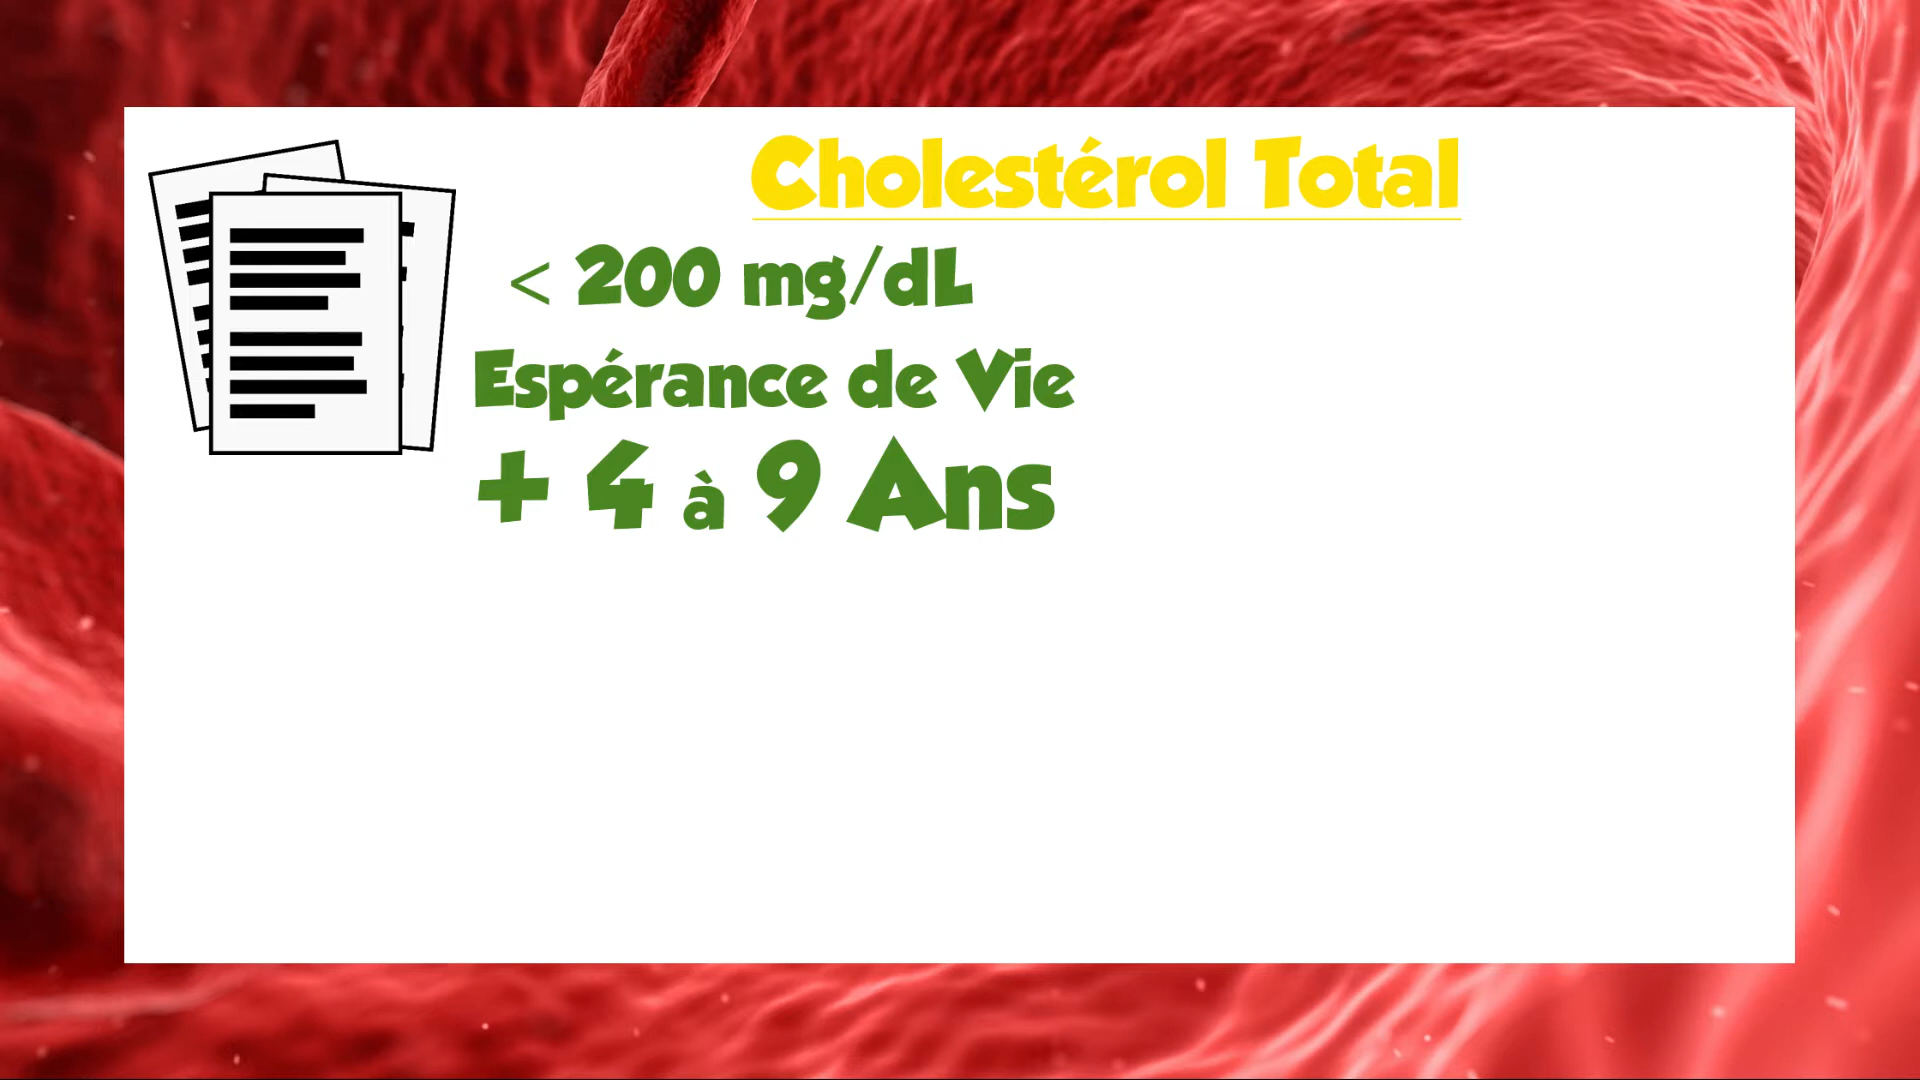 Cholestérol Total
< 200 mg/dL
Espérance de Vie
+ 4 à 9 Ans